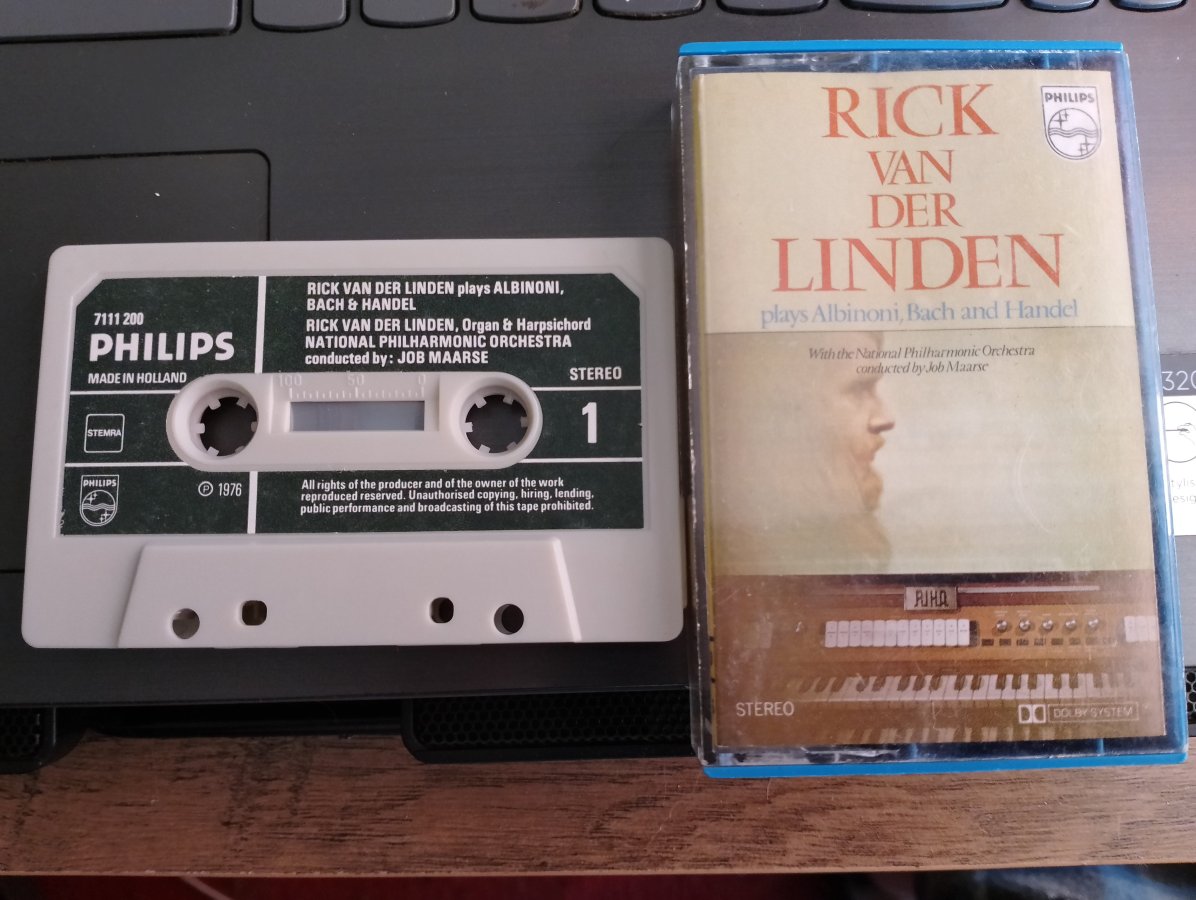 7111 200
PHILIPS
MADE IN HOLLAND
STEMRA
PHILIPS
℗ 1976
RICK VAN DER LINDEN plays ALBINONI,
BACH & HANDEL
RICK VAN DER LINDEN, Organ & Harpsichord
NATIONAL PHILHARMONIC ORCHESTRA
conducted by: JOB MAARSE
STEREO
100 50 0
1
All rights of the producer and of the owner of the work
reproduced reserved. Unauthorised copying, hiring, lending,
public performance and broadcasting of this tape prohibited.
RICK
VAN
DER
LINDEN
PHILIPS
plays Albinoni, Bach and Handel
With the National Philharmonic Orchestra
conducted by Job Maarse
RIHA
STEREO
DOLBY SYSTEM
320